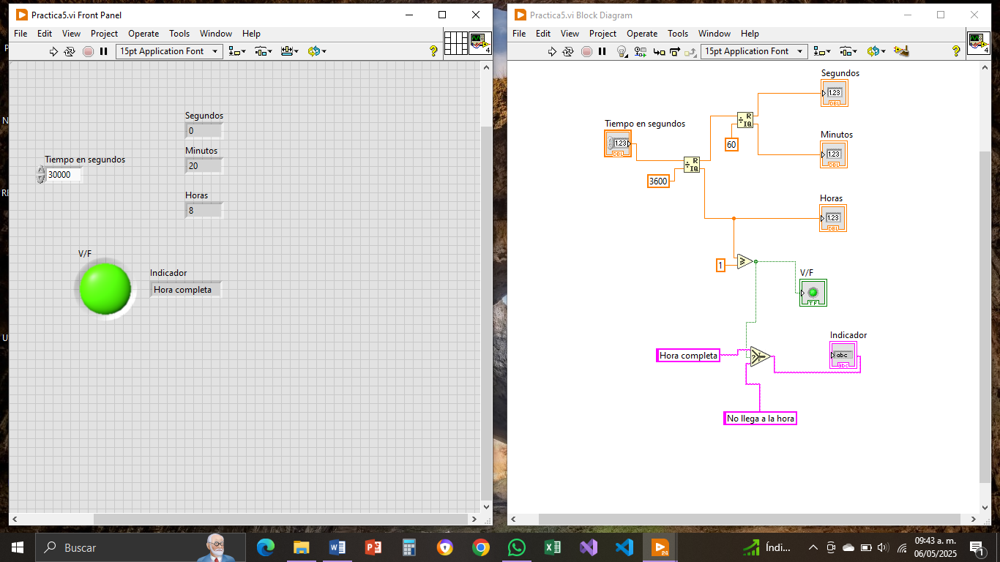 Practica5.vi Front Panel
File Edit View Project Operate Tools Window Help
15pt Application Font
?
4
Segundos
0
Minutos
20
Tiempo en segundos
30000
Horas
8
V/F
Indicador
Hora completa
Practica5.vi Block Diagram
File Edit View Project Operate Tools Window Help
15pt Application Font
?
4
Segundos
1.23
DBL
R
IQ
Tiempo en segundos
1.23
DBL
60
Minutos
1.23
DBL
R
IQ
3600
Horas
1.23
DBL
1
V/F
TF
Indicador
abc
abc
Hora completa
?
T
F
No llega a la hora
N
U
Buscar
Índi...
09:43 a. m.
06/05/2025
1
24